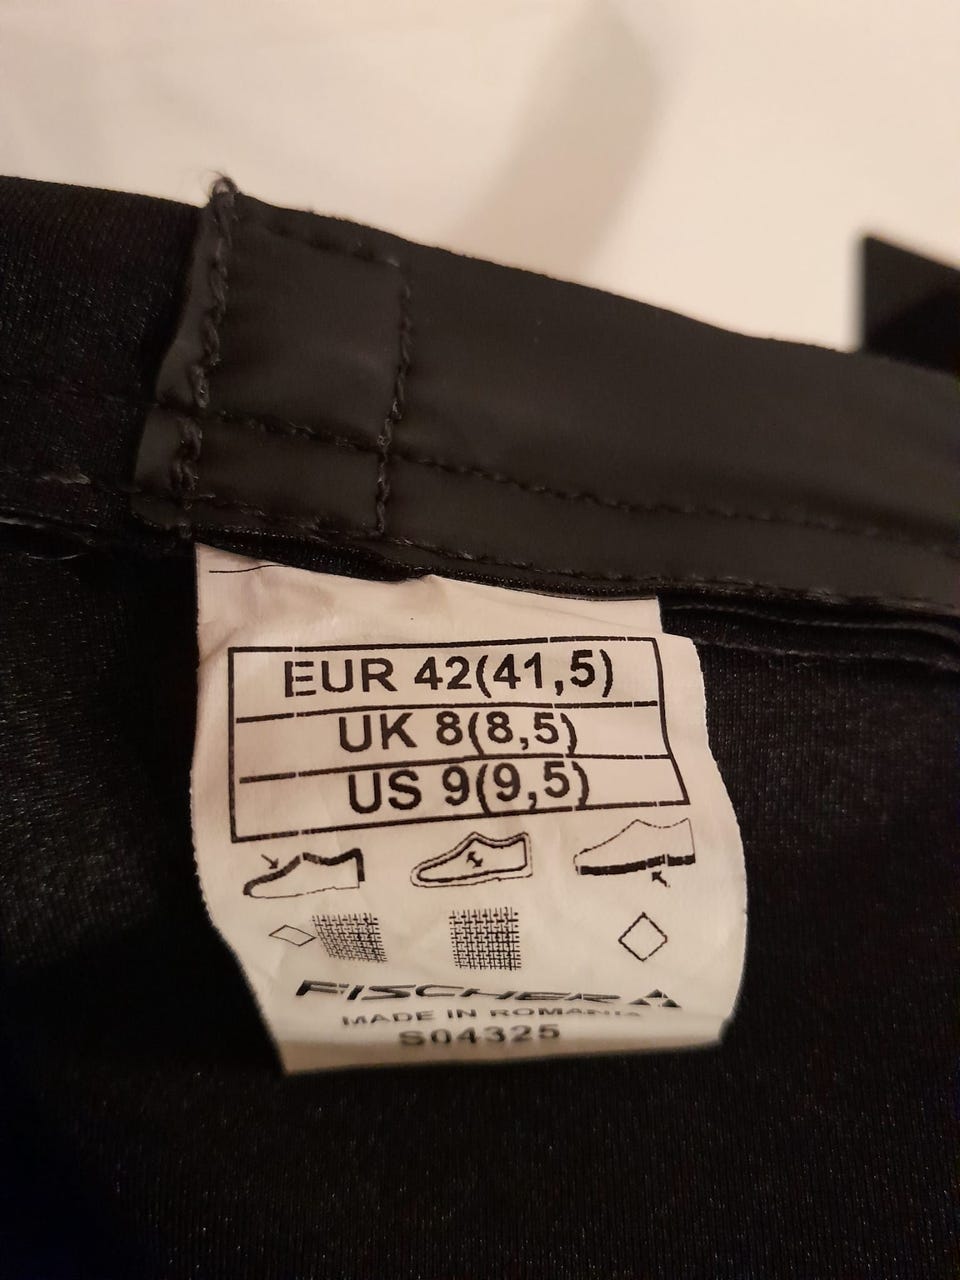 EUR 42(41,5)
UK 8(8,5)
US 9(9,5)
FISCHER
MADE IN ROMANIA
S04325